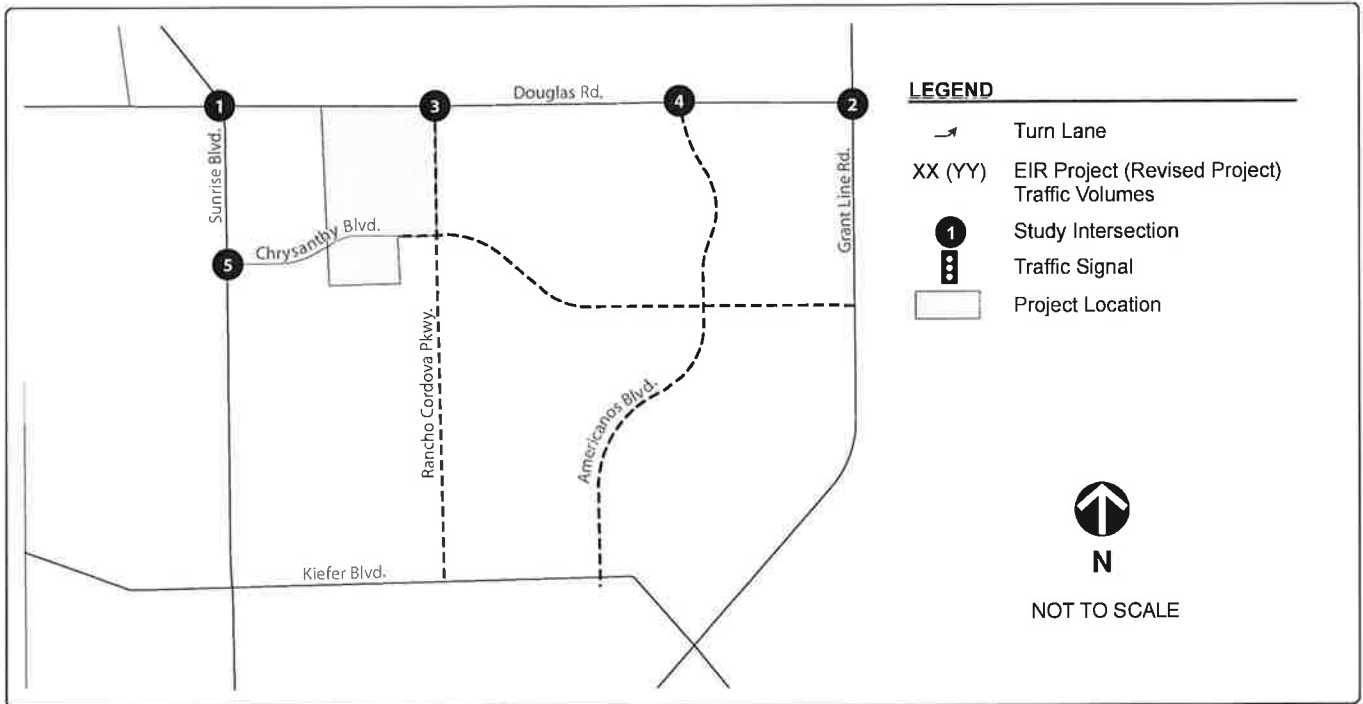 1
3
Douglas Rd.
4
2
Sunrise Blvd.
Grant Line Rd.
Chrysanthy Blvd.
5
Rancho Cordova Pkwy.
Americanos Blvd.
Kiefer Blvd.
LEGEND
Turn Lane
XX (YY) EIR Project (Revised Project)
Traffic Volumes
1 Study Intersection
Traffic Signal
Project Location
N
NOT TO SCALE